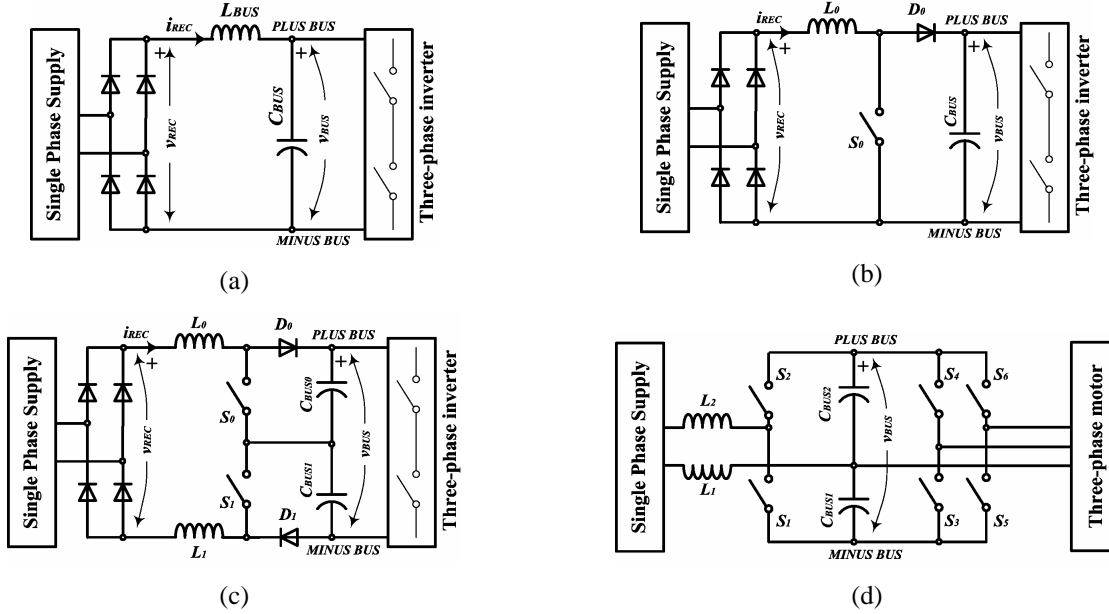 Single Phase Supply
iREC
LBUS
PLUS BUS
+
+
vREC
CBUS
vBUS
MINUS BUS
Three-phase inverter
(a)
Single Phase Supply
iREC
L0
D0
PLUS BUS
+
+
vREC
S0
CBUS
vBUS
MINUS BUS
Three-phase inverter
(b)
Single Phase Supply
iREC
L0
D0
PLUS BUS
+
+
vREC
S0
CBUS0
vBUS
S1
CBUS1
L1
D1
MINUS BUS
Three-phase inverter
(c)
Single Phase Supply
L2
L1
S2
S1
PLUS BUS
+
CBUS2
vBUS
CBUS1
S4
S6
S3
S5
MINUS BUS
Three-phase motor
(d)